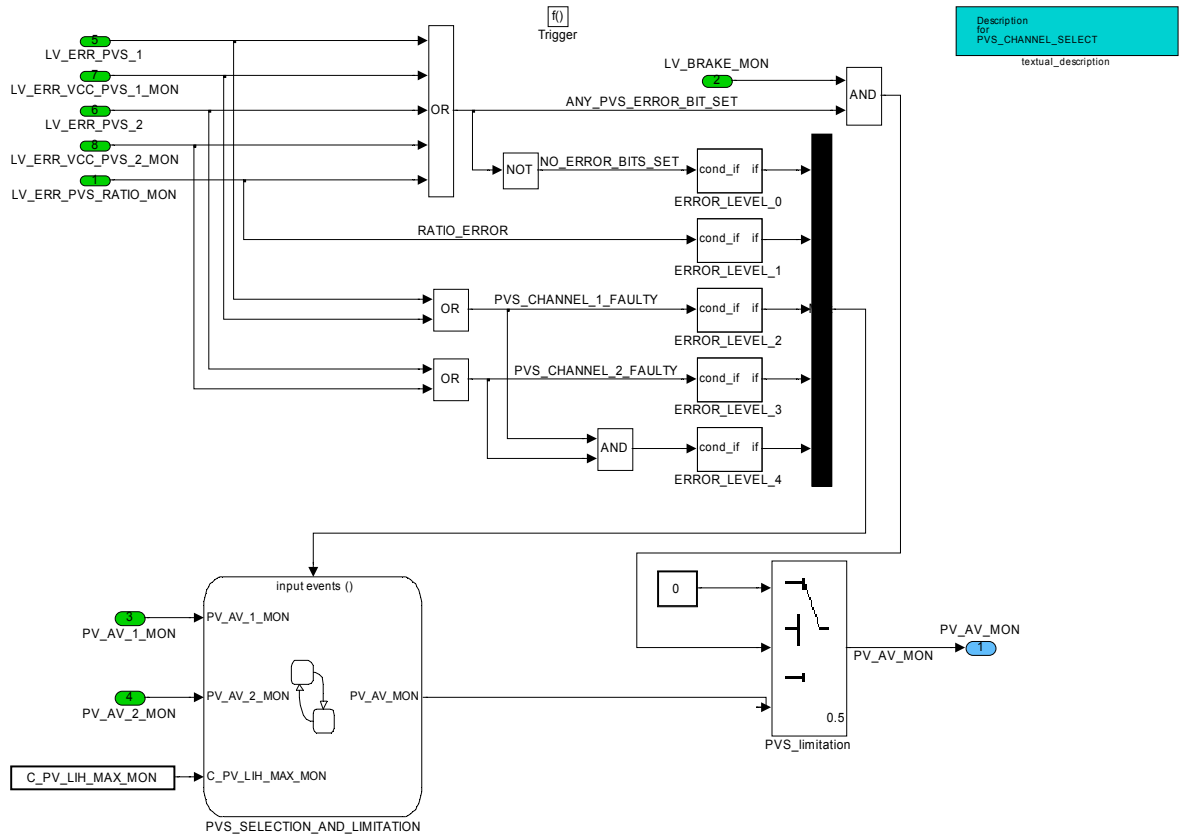 f()
Trigger
Description
for
PVS_CHANNEL_SELECT
textual_description
5
LV_ERR_PVS_1
7
LV_ERR_VCC_PVS_1_MON
6
LV_ERR_PVS_2
8
LV_ERR_VCC_PVS_2_MON
1
LV_ERR_PVS_RATIO_MON
OR
LV_BRAKE_MON
2
ANY_PVS_ERROR_BIT_SET
AND
NOT
NO_ERROR_BITS_SET
cond_if if
ERROR_LEVEL_0
RATIO_ERROR
cond_if if
ERROR_LEVEL_1
OR
PVS_CHANNEL_1_FAULTY
cond_if if
ERROR_LEVEL_2
OR
PVS_CHANNEL_2_FAULTY
cond_if if
ERROR_LEVEL_3
AND
cond_if if
ERROR_LEVEL_4
input events ()
3
PV_AV_1_MON
PV_AV_1_MON
4
PV_AV_2_MON
PV_AV_2_MON
PV_AV_MON
C_PV_LIH_MAX_MON
C_PV_LIH_MAX_MON
PVS_SELECTION_AND_LIMITATION
0
0.5
PVS_limitation
PV_AV_MON
PV_AV_MON
1